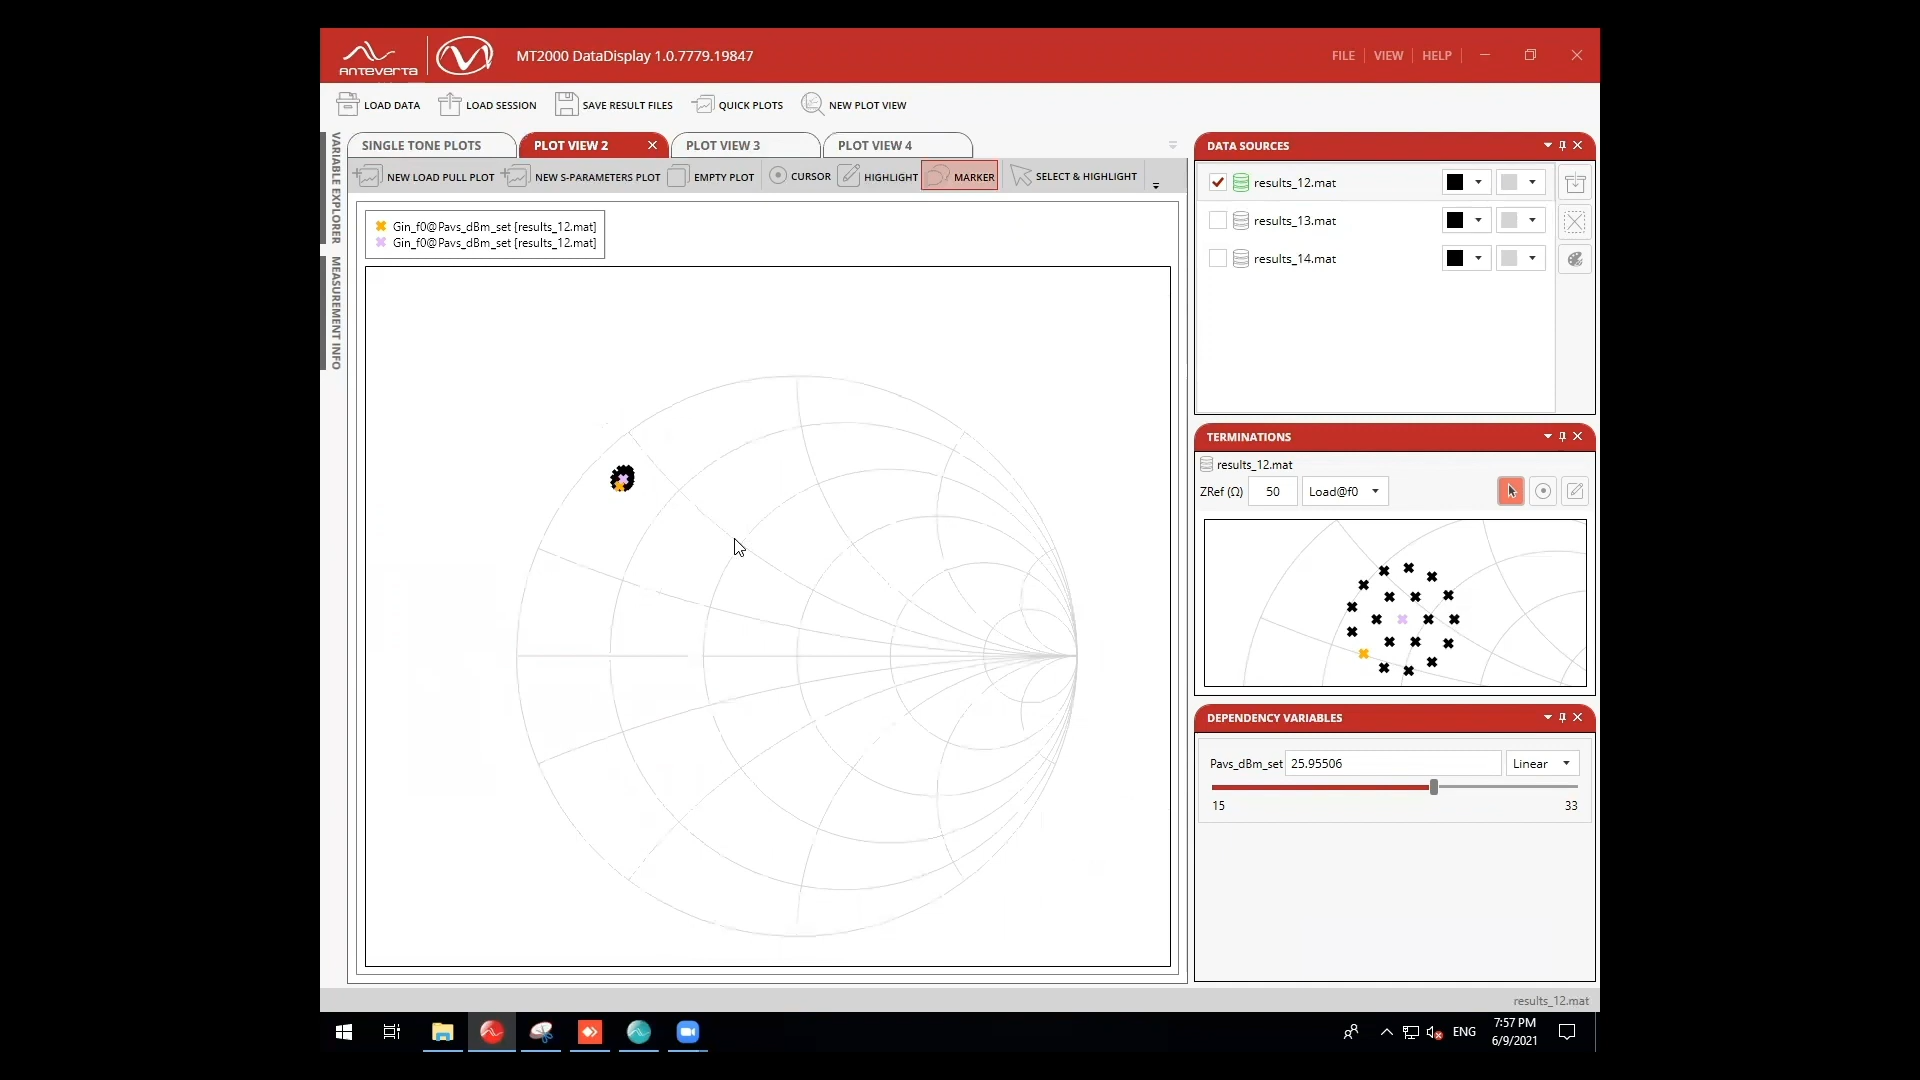 ANTEVERTA
MT2000 DataDisplay 1.0.7779.19847
FILE VIEW HELP
LOAD DATA LOAD SESSION SAVE RESULT FILES QUICK PLOTS NEW PLOT VIEW
VARIABLE EXPLORER
MEASUREMENT INFO
SINGLE TONE PLOTS PLOT VIEW 2 PLOT VIEW 3 PLOT VIEW 4
NEW LOAD PULL PLOT NEW S-PARAMETERS PLOT EMPTY PLOT CURSOR HIGHLIGHT MARKER SELECT & HIGHLIGHT
Gin_f0@Pavs_dBm_set [results_12.mat]
Gin_f0@Pavs_dBm_set [results_12.mat]
DATA SOURCES
results_12.mat
results_13.mat
results_14.mat
TERMINATIONS
results_12.mat
ZRef (Ω) 50 Load@f0
DEPENDENCY VARIABLES
Pavs_dBm_set 25.95506 Linear
15 33
results_12.mat
ENG
7:57 PM
6/9/2021